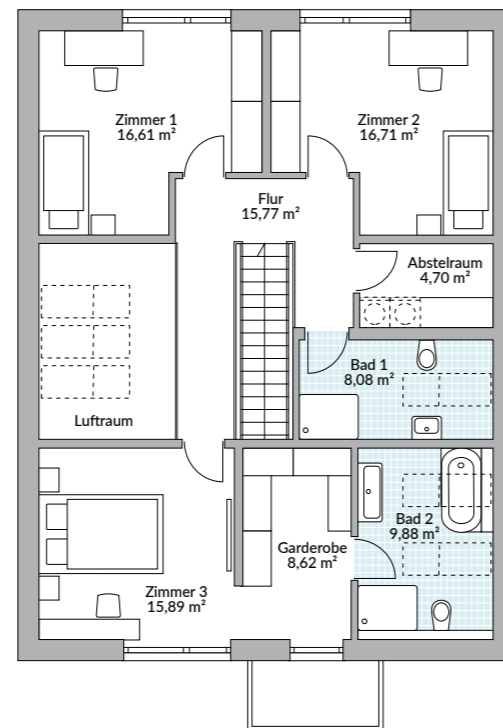 Zimmer 1
16,61 m²
Zimmer 2
16,71 m²
Flur
15,77 m²
Abstelraum
4,70 m²
Bad 1
8,08 m²
Luftraum
Bad 2
9,88 m²
Garderobe
8,62 m²
Zimmer 3
15,89 m²